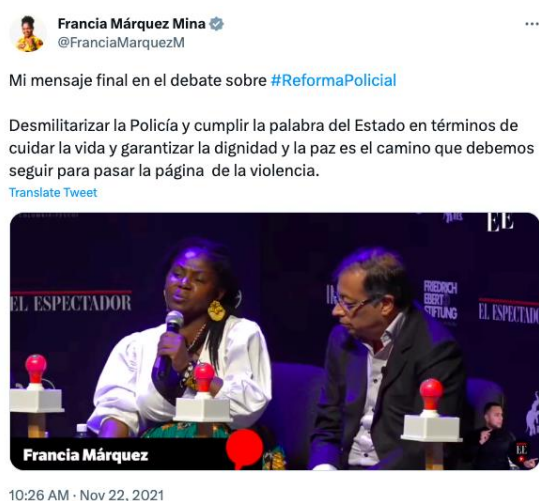 Francia Márquez Mina
@FranciaMarquezM
Mi mensaje final en el debate sobre #ReformaPolicial
Desmilitarizar la Policía y cumplir la palabra del Estado en términos de
cuidar la vida y garantizar la dignidad y la paz es el camino que debemos
seguir para pasar la página de la violencia.
Translate Tweet
EE
EL ESPECTADOR
FRIEDRICH
EBERT
STIFTUNG
EL ESPECTADO
Francia Márquez
EE
10:26 AM · Nov 22, 2021